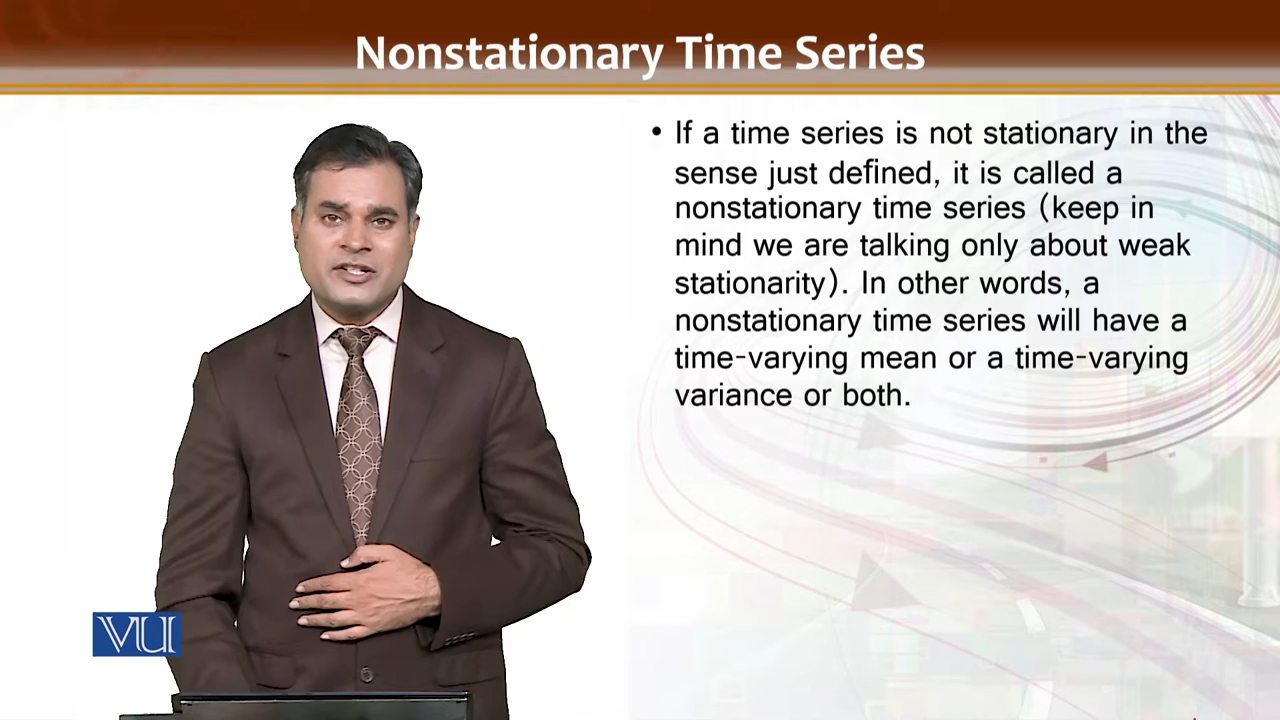 Nonstationary Time Series
• If a time series is not stationary in the
sense just defined, it is called a
nonstationary time series (keep in
mind we are talking only about weak
stationarity). In other words, a
nonstationary time series will have a
time-varying mean or a time-varying
variance or both.
VU